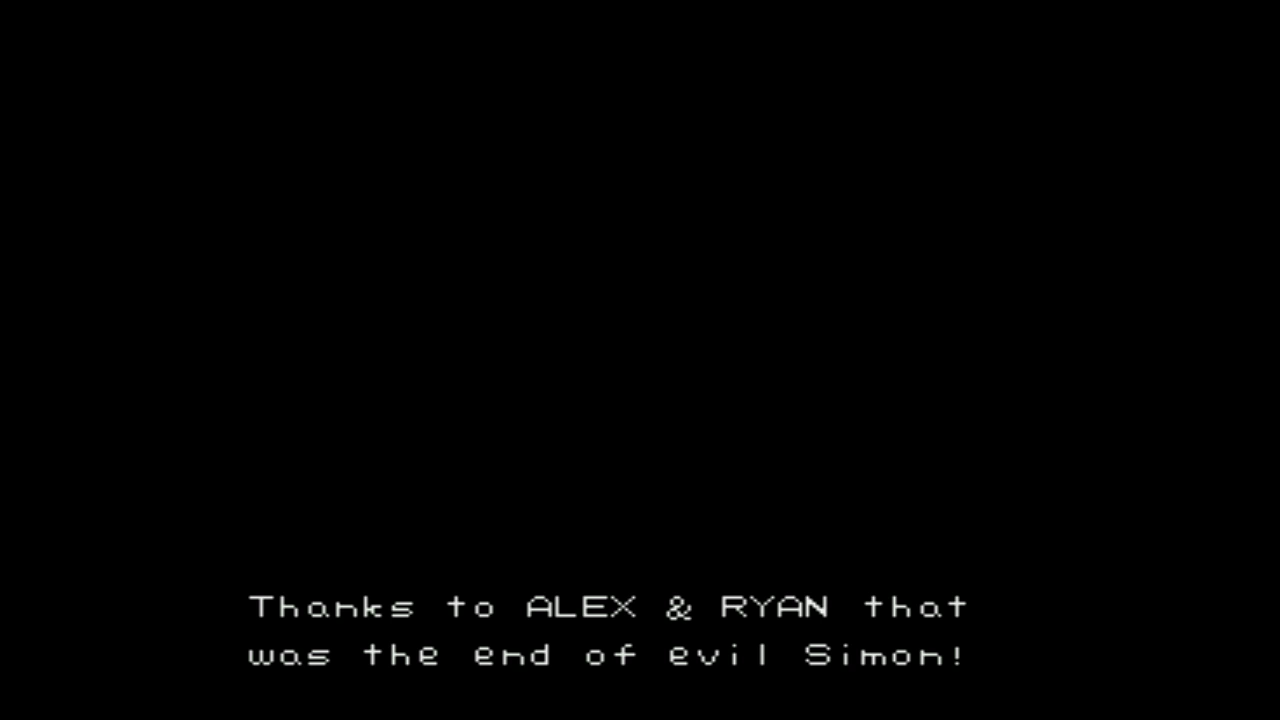 Thanks to ALEX & RYAN that
was the end of evil Simon!